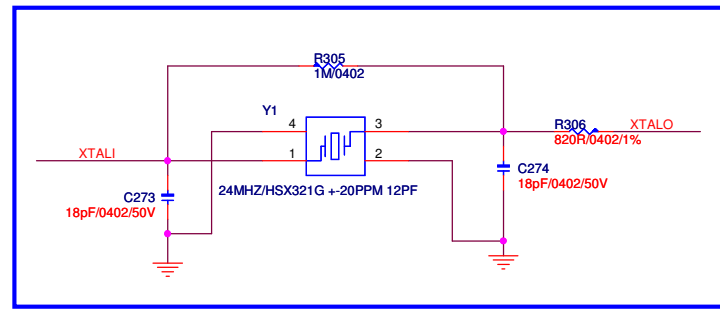 R305
1M/0402
Y1
4
3
R306
XTALO
820R/0402/1%
XTALI
1
2
C273
18pF/0402/50V
24MHZ/HSX321G +-20PPM 12PF
C274
18pF/0402/50V